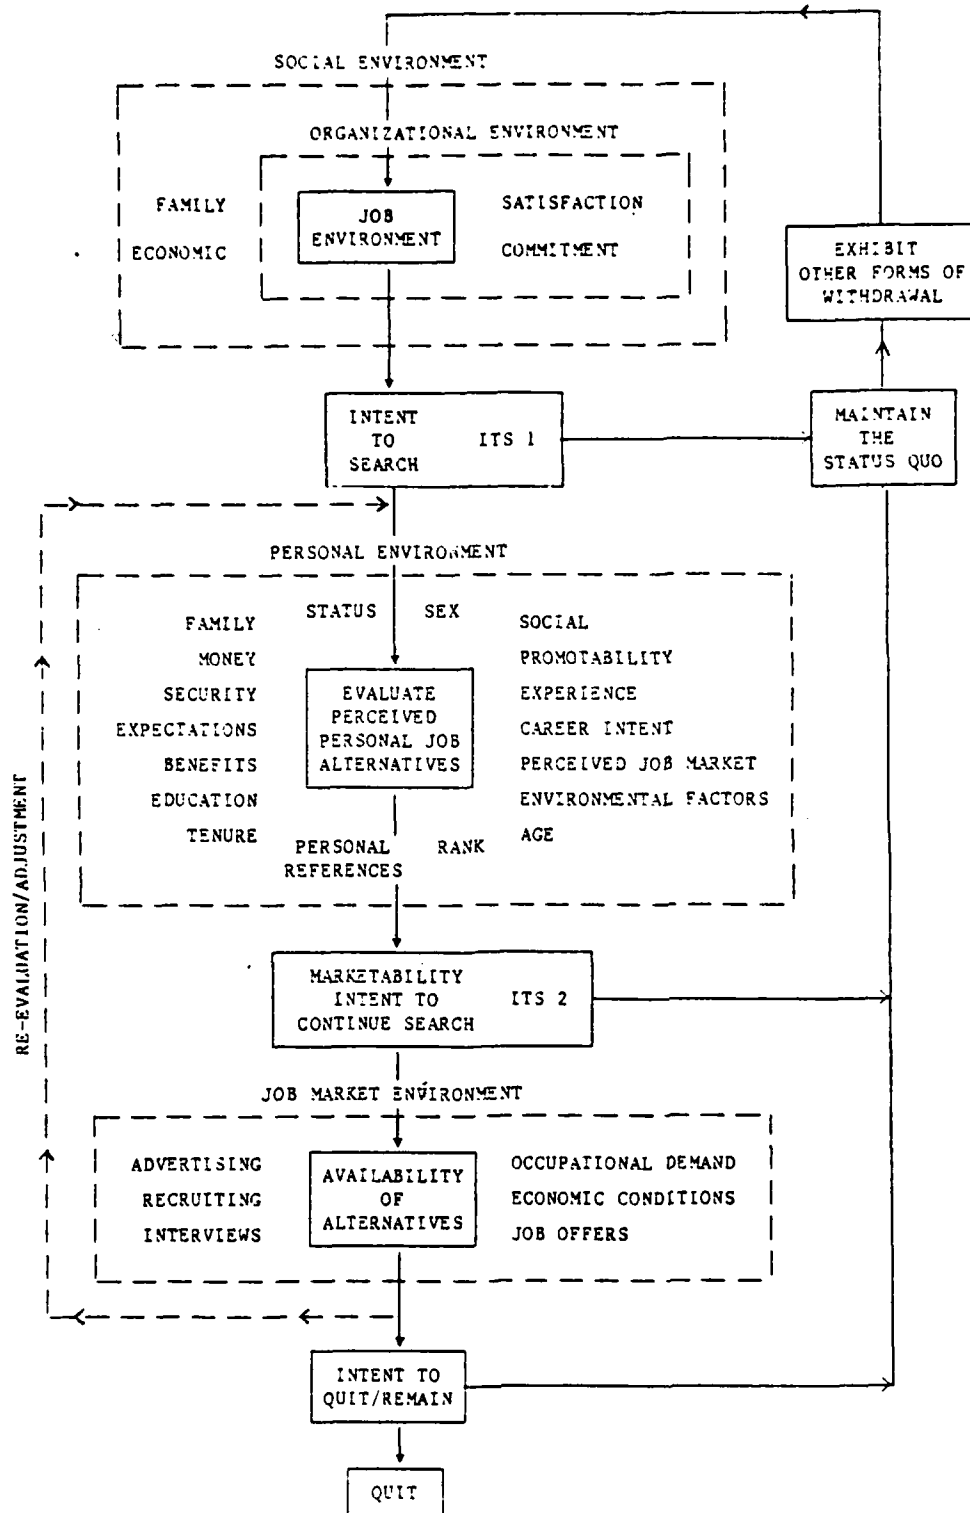 SOCIAL ENVIRONMENT
ORGANIZATIONAL ENVIRONMENT
FAMILY
ECONOMIC
JOB
ENVIRONMENT
SATISFACTION
COMMITMENT
EXHIBIT
OTHER FORMS OF
WITHDRAWAL
INTENT
TO
SEARCH
ITS 1
MAINTAIN
THE
STATUS QUO
PERSONAL ENVIRONMENT
STATUS SEX
FAMILY
MONEY
SECURITY
EXPECTATIONS
BENEFITS
EDUCATION
TENURE
EVALUATE
PERCEIVED
PERSONAL JOB
ALTERNATIVES
SOCIAL
PROMOTABILITY
EXPERIENCE
CAREER INTENT
PERCEIVED JOB MARKET
ENVIRONMENTAL FACTORS
AGE
PERSONAL RANK
REFERENCES
RE-EVALUATION/ADJUSTMENT
MARKETABILITY
INTENT TO
CONTINUE SEARCH
ITS 2
JOB MARKET ENVIRONMENT
ADVERTISING
RECRUITING
INTERVIEWS
AVAILABILITY
OF
ALTERNATIVES
OCCUPATIONAL DEMAND
ECONOMIC CONDITIONS
JOB OFFERS
INTENT TO
QUIT/REMAIN
QUIT